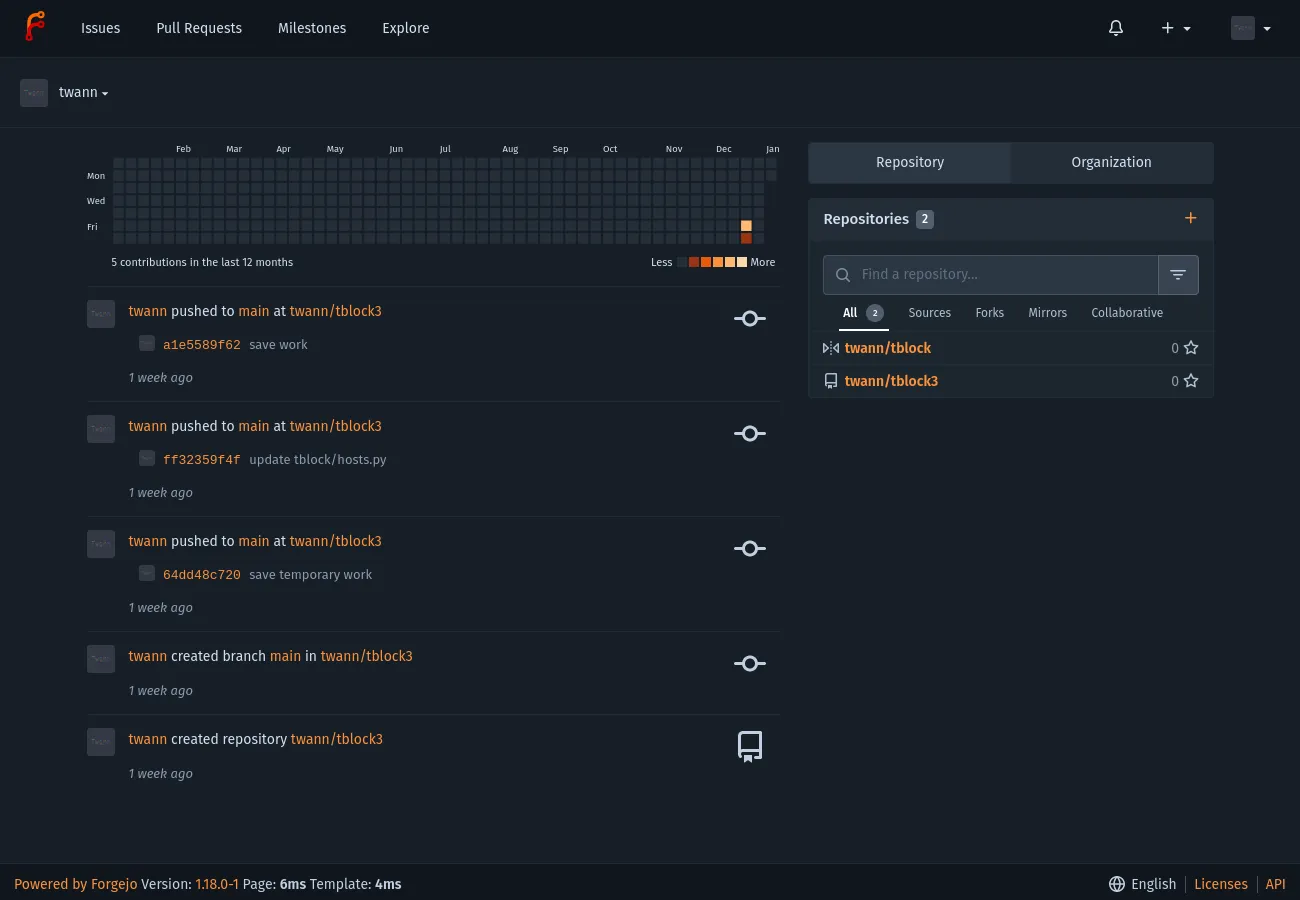 Issues Pull Requests Milestones Explore
twann
Feb Mar Apr May Jun Jul Aug Sep Oct Nov Dec Jan
Mon
Wed
Fri
5 contributions in the last 12 months Less More
twann pushed to main at twann/tblock3
a1e5589f62 save work
1 week ago
twann pushed to main at twann/tblock3
ff32359f4f update tblock/hosts.py
1 week ago
twann pushed to main at twann/tblock3
64dd48c720 save temporary work
1 week ago
twann created branch main in twann/tblock3
1 week ago
twann created repository twann/tblock3
1 week ago
Repository Organization
Repositories 2
Find a repository...
All 2 Sources Forks Mirrors Collaborative
twann/tblock 0
twann/tblock3 0
Powered by Forgejo Version: 1.18.0-1 Page: 6ms Template: 4ms English Licenses API